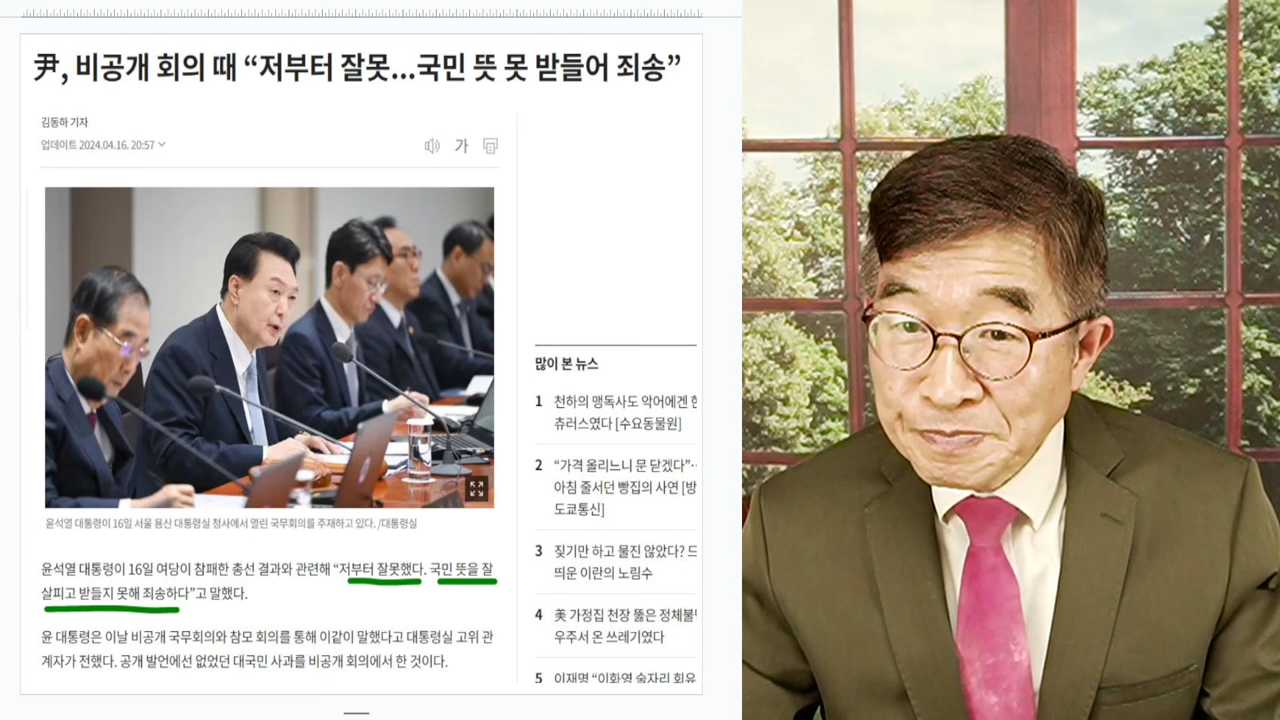 尹, 비공개 회의 때 “저부터 잘못...국민 뜻 못 받들어 죄송”
김동하 기자
업데이트 2024.04.16. 20:57
가
윤석열 대통령이 16일 서울 용산 대통령실 청사에서 열린 국무회의를 주재하고 있다. /대통령실
윤석열 대통령이 16일 여당이 참패한 총선 결과와 관련해 “저부터 잘못했다. 국민 뜻을 잘
살피고 받들지 못해 죄송하다”고 말했다.
윤 대통령은 이날 비공개 국무회의와 참모 회의를 통해 이같이 말했다고 대통령실 고위 관
계자가 전했다. 공개 발언에선 없었던 대국민 사과를 비공개 회의에서 한 것이다.
많이 본 뉴스
1 천하의 맹독사도 악어에겐
츄러스였다 [수요동물원]
2 “가격 올리느니 문 닫겠다”
아침 줄서던 빵집의 사연
도쿄통신]
3 짖기만 하고 물진 않았다?
띄운 이란의 노림수
4 美 가정집 천장 뚫은
우주서 온 쓰레기였다
5 이재명 “이화영 술자리 회유